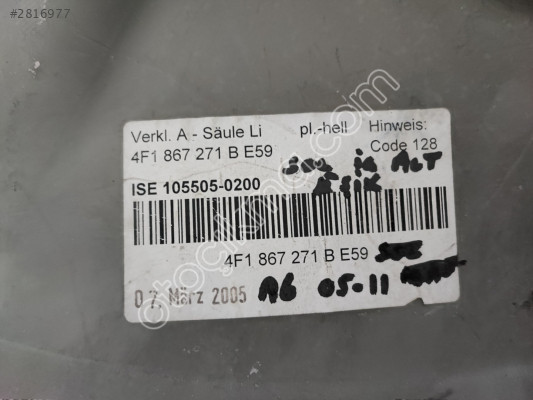 #2816977
Verkl. A - Säule Li pl.-hell Hinweis:
4F1 867 271 B E59 Code 128
ISE 105505-0200
ALT
4F1 867 271 B E59
07. März 2005 A6 05-11